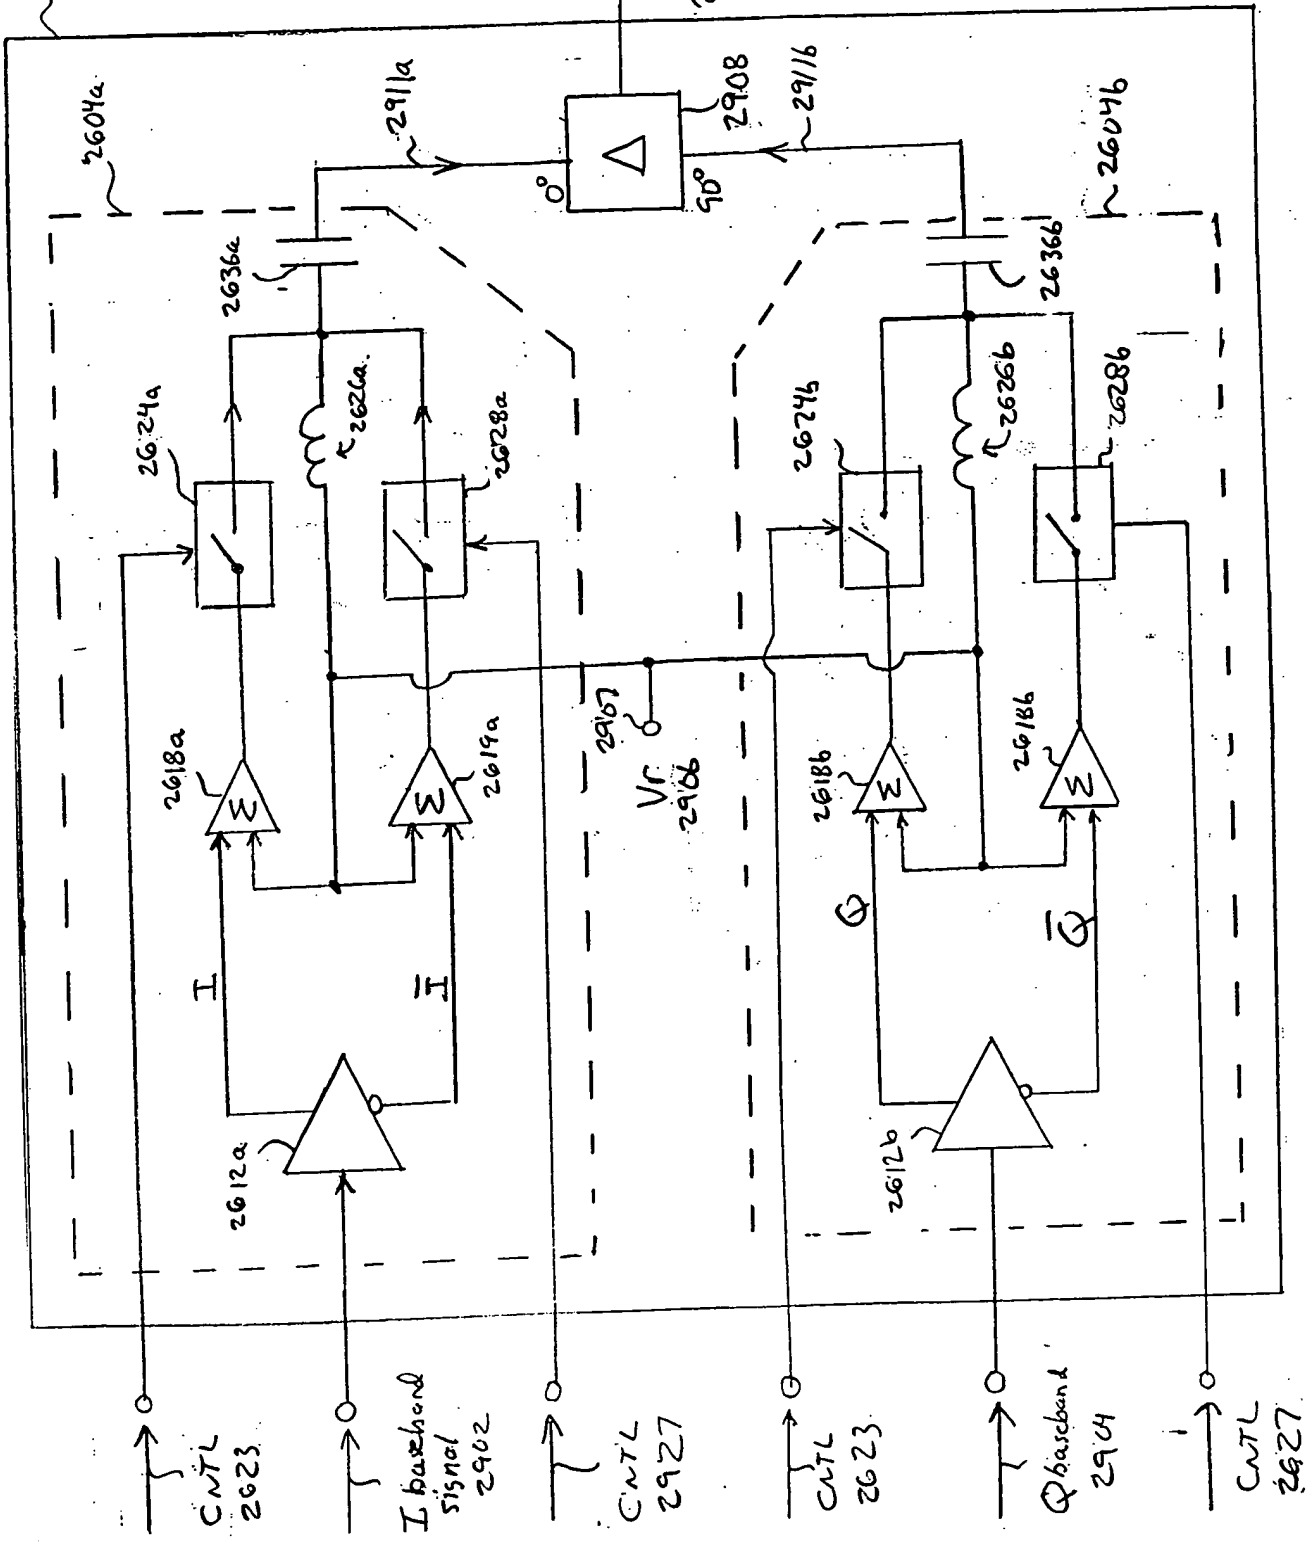 2604a
2911a
0°
Δ
2908
90°
2911b
2604b
2636a
2636b
2624a
2626a
2628a
2624b
2626b
2628b
2618a
Σ
2619a
Σ
2907
Vr
2906
2618b
Σ
2618b
Σ
I
I̅
Q
Q̅
2612a
2612b
CNTL
2623
I baseband
signal
2902
CNTL
2927
CNTL
2623
Q baseband
2904
CNTL
2627